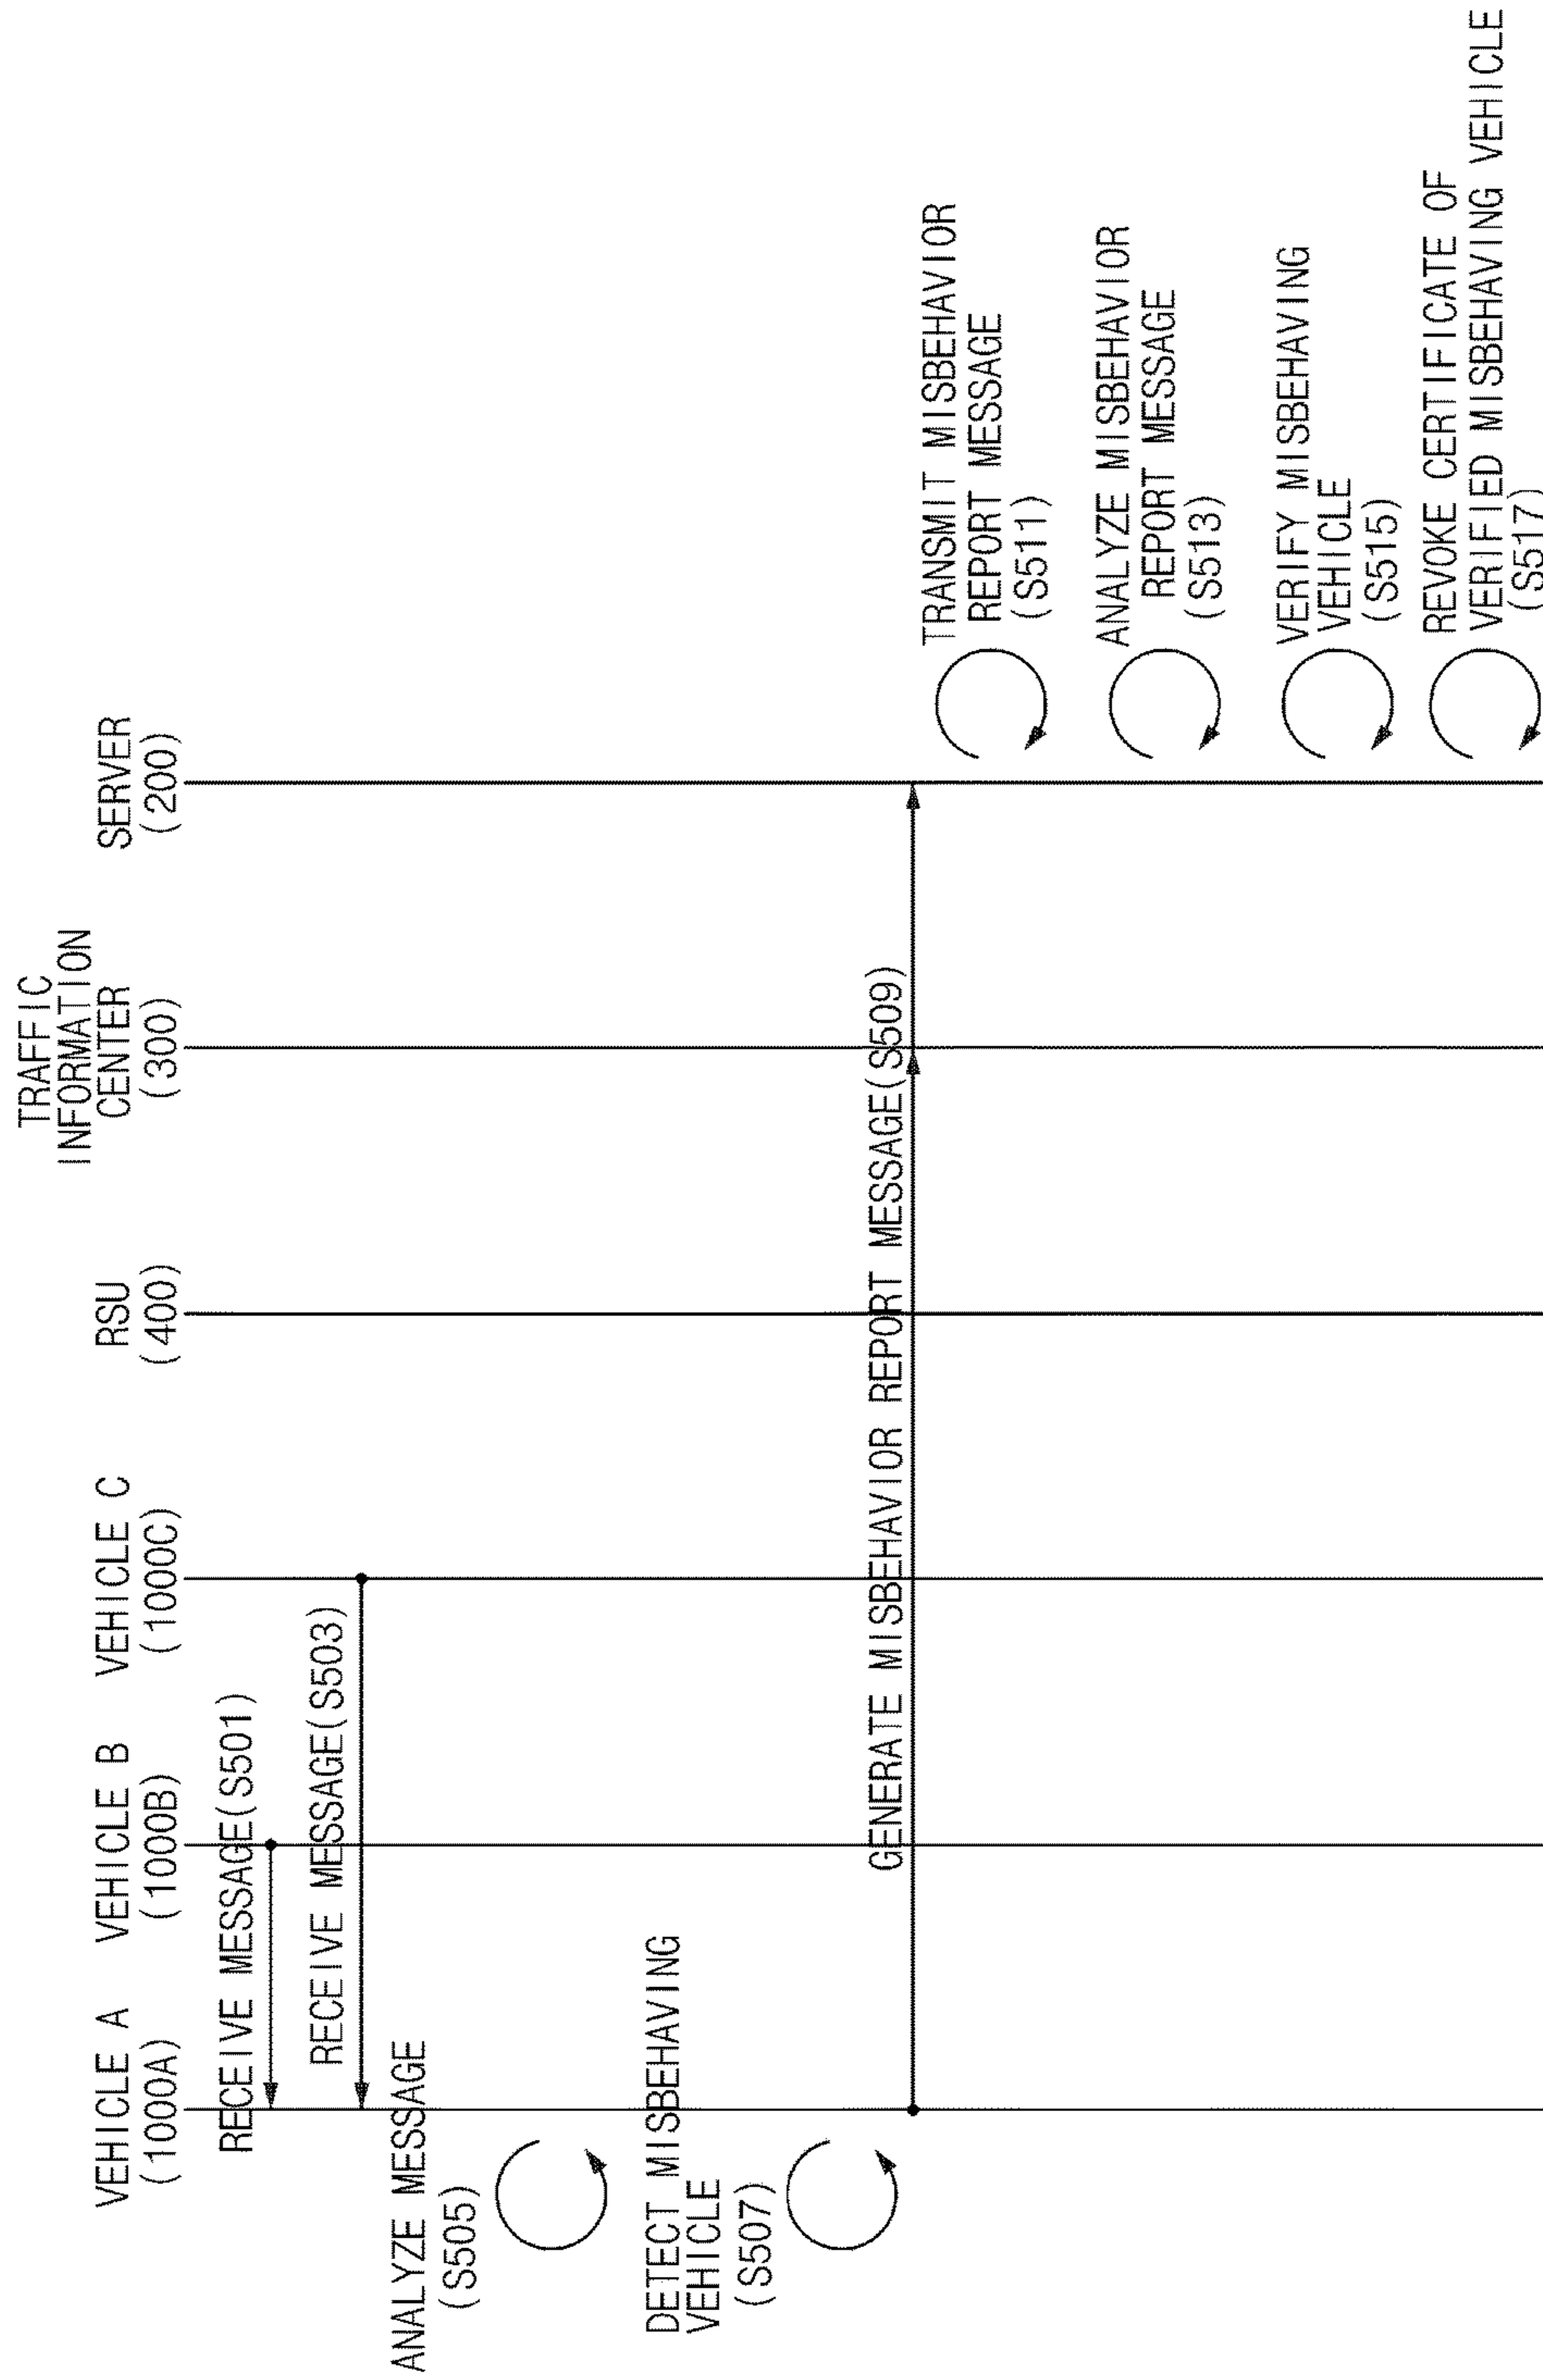 VEHICLE A
(1000A)
VEHICLE B
(1000B)
VEHICLE C
(1000C)
RSU
(400)
TRAFFIC
INFORMATION
CENTER
(300)
SERVER
(200)
RECEIVE MESSAGE(S501)
RECEIVE MESSAGE(S503)
ANALYZE MESSAGE
(S505)
DETECT MISBEHAVING
VEHICLE
(S507)
GENERATE MISBEHAVIOR REPORT MESSAGE(S509)
TRANSMIT MISBEHAVIOR
REPORT MESSAGE
(S511)
ANALYZE MISBEHAVIOR
REPORT MESSAGE
(S513)
VERIFY MISBEHAVING
VEHICLE
(S515)
REVOKE CERTIFICATE OF
VERIFIED MISBEHAVING VEHICLE
(S517)